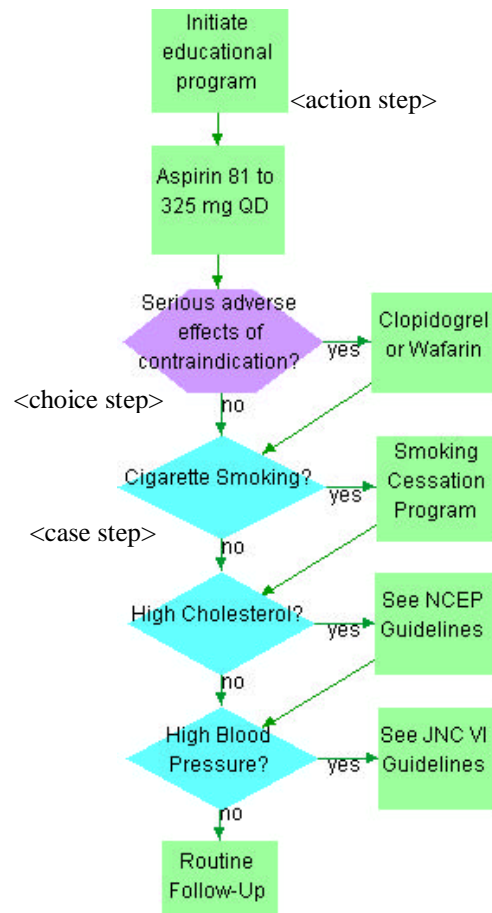 Initiate
educational
program
<action step>
Aspirin 81 to
325 mg QD
Serious adverse
effects of
contraindication?
yes
Clopidogrel
or Wafarin
<choice step>
no
Cigarette Smoking?
yes
Smoking
Cessation
Program
<case step>
no
High Cholesterol?
yes
See NCEP
Guidelines
no
High Blood
Pressure?
yes
See JNC VI
Guidelines
no
Routine
Follow-Up